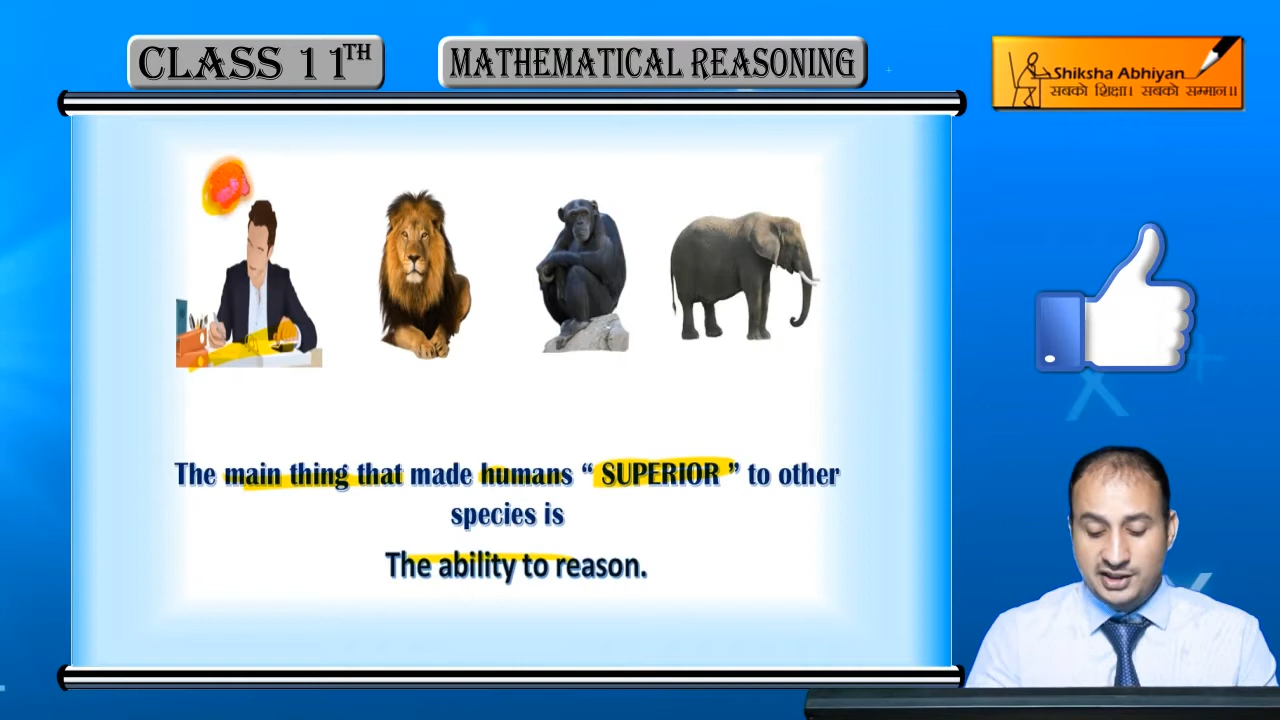 CLASS 11TH
MATHEMATICAL REASONING
Shiksha Abhiyan
सबको शिक्षा। सबको सम्मान॥
The main thing that made humans “ SUPERIOR ” to other
species is
The ability to reason.